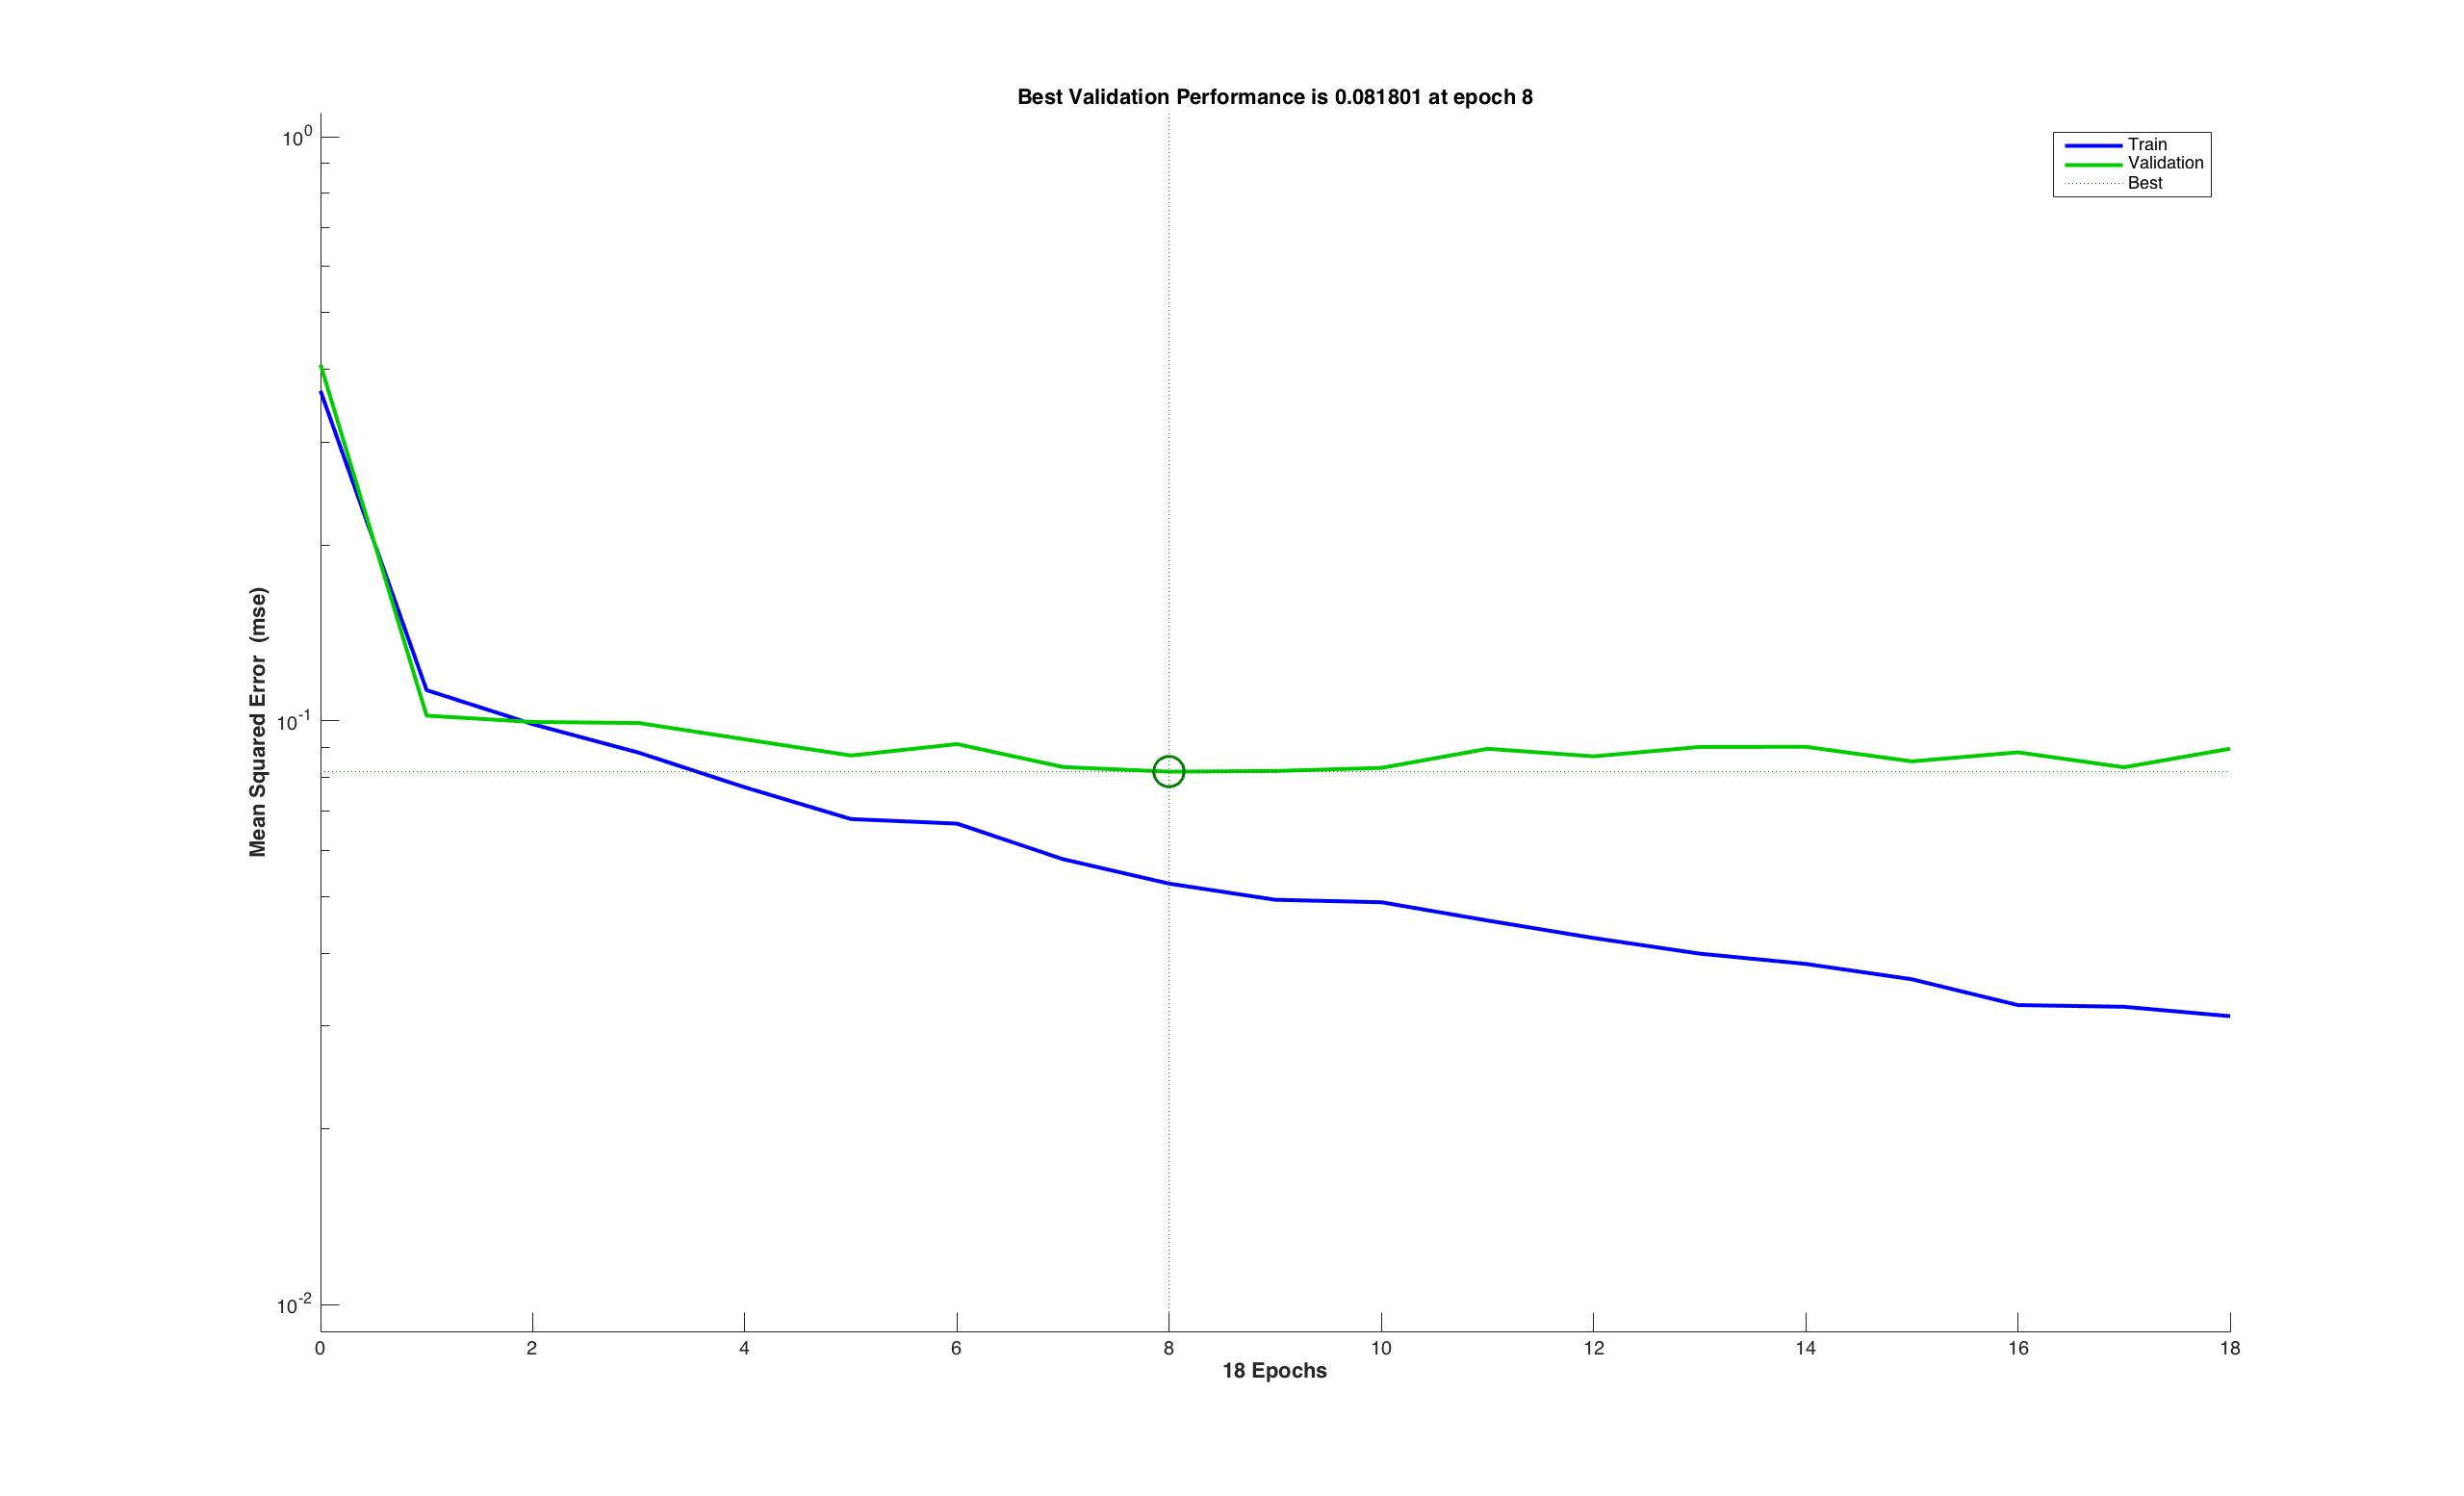 Best Validation Performance is 0.081801 at epoch 8
Train
Validation
Best
Mean Squared Error  (mse)
10^0
10^-1
10^-2
0 2 4 6 8 10 12 14 16 18
18 Epochs